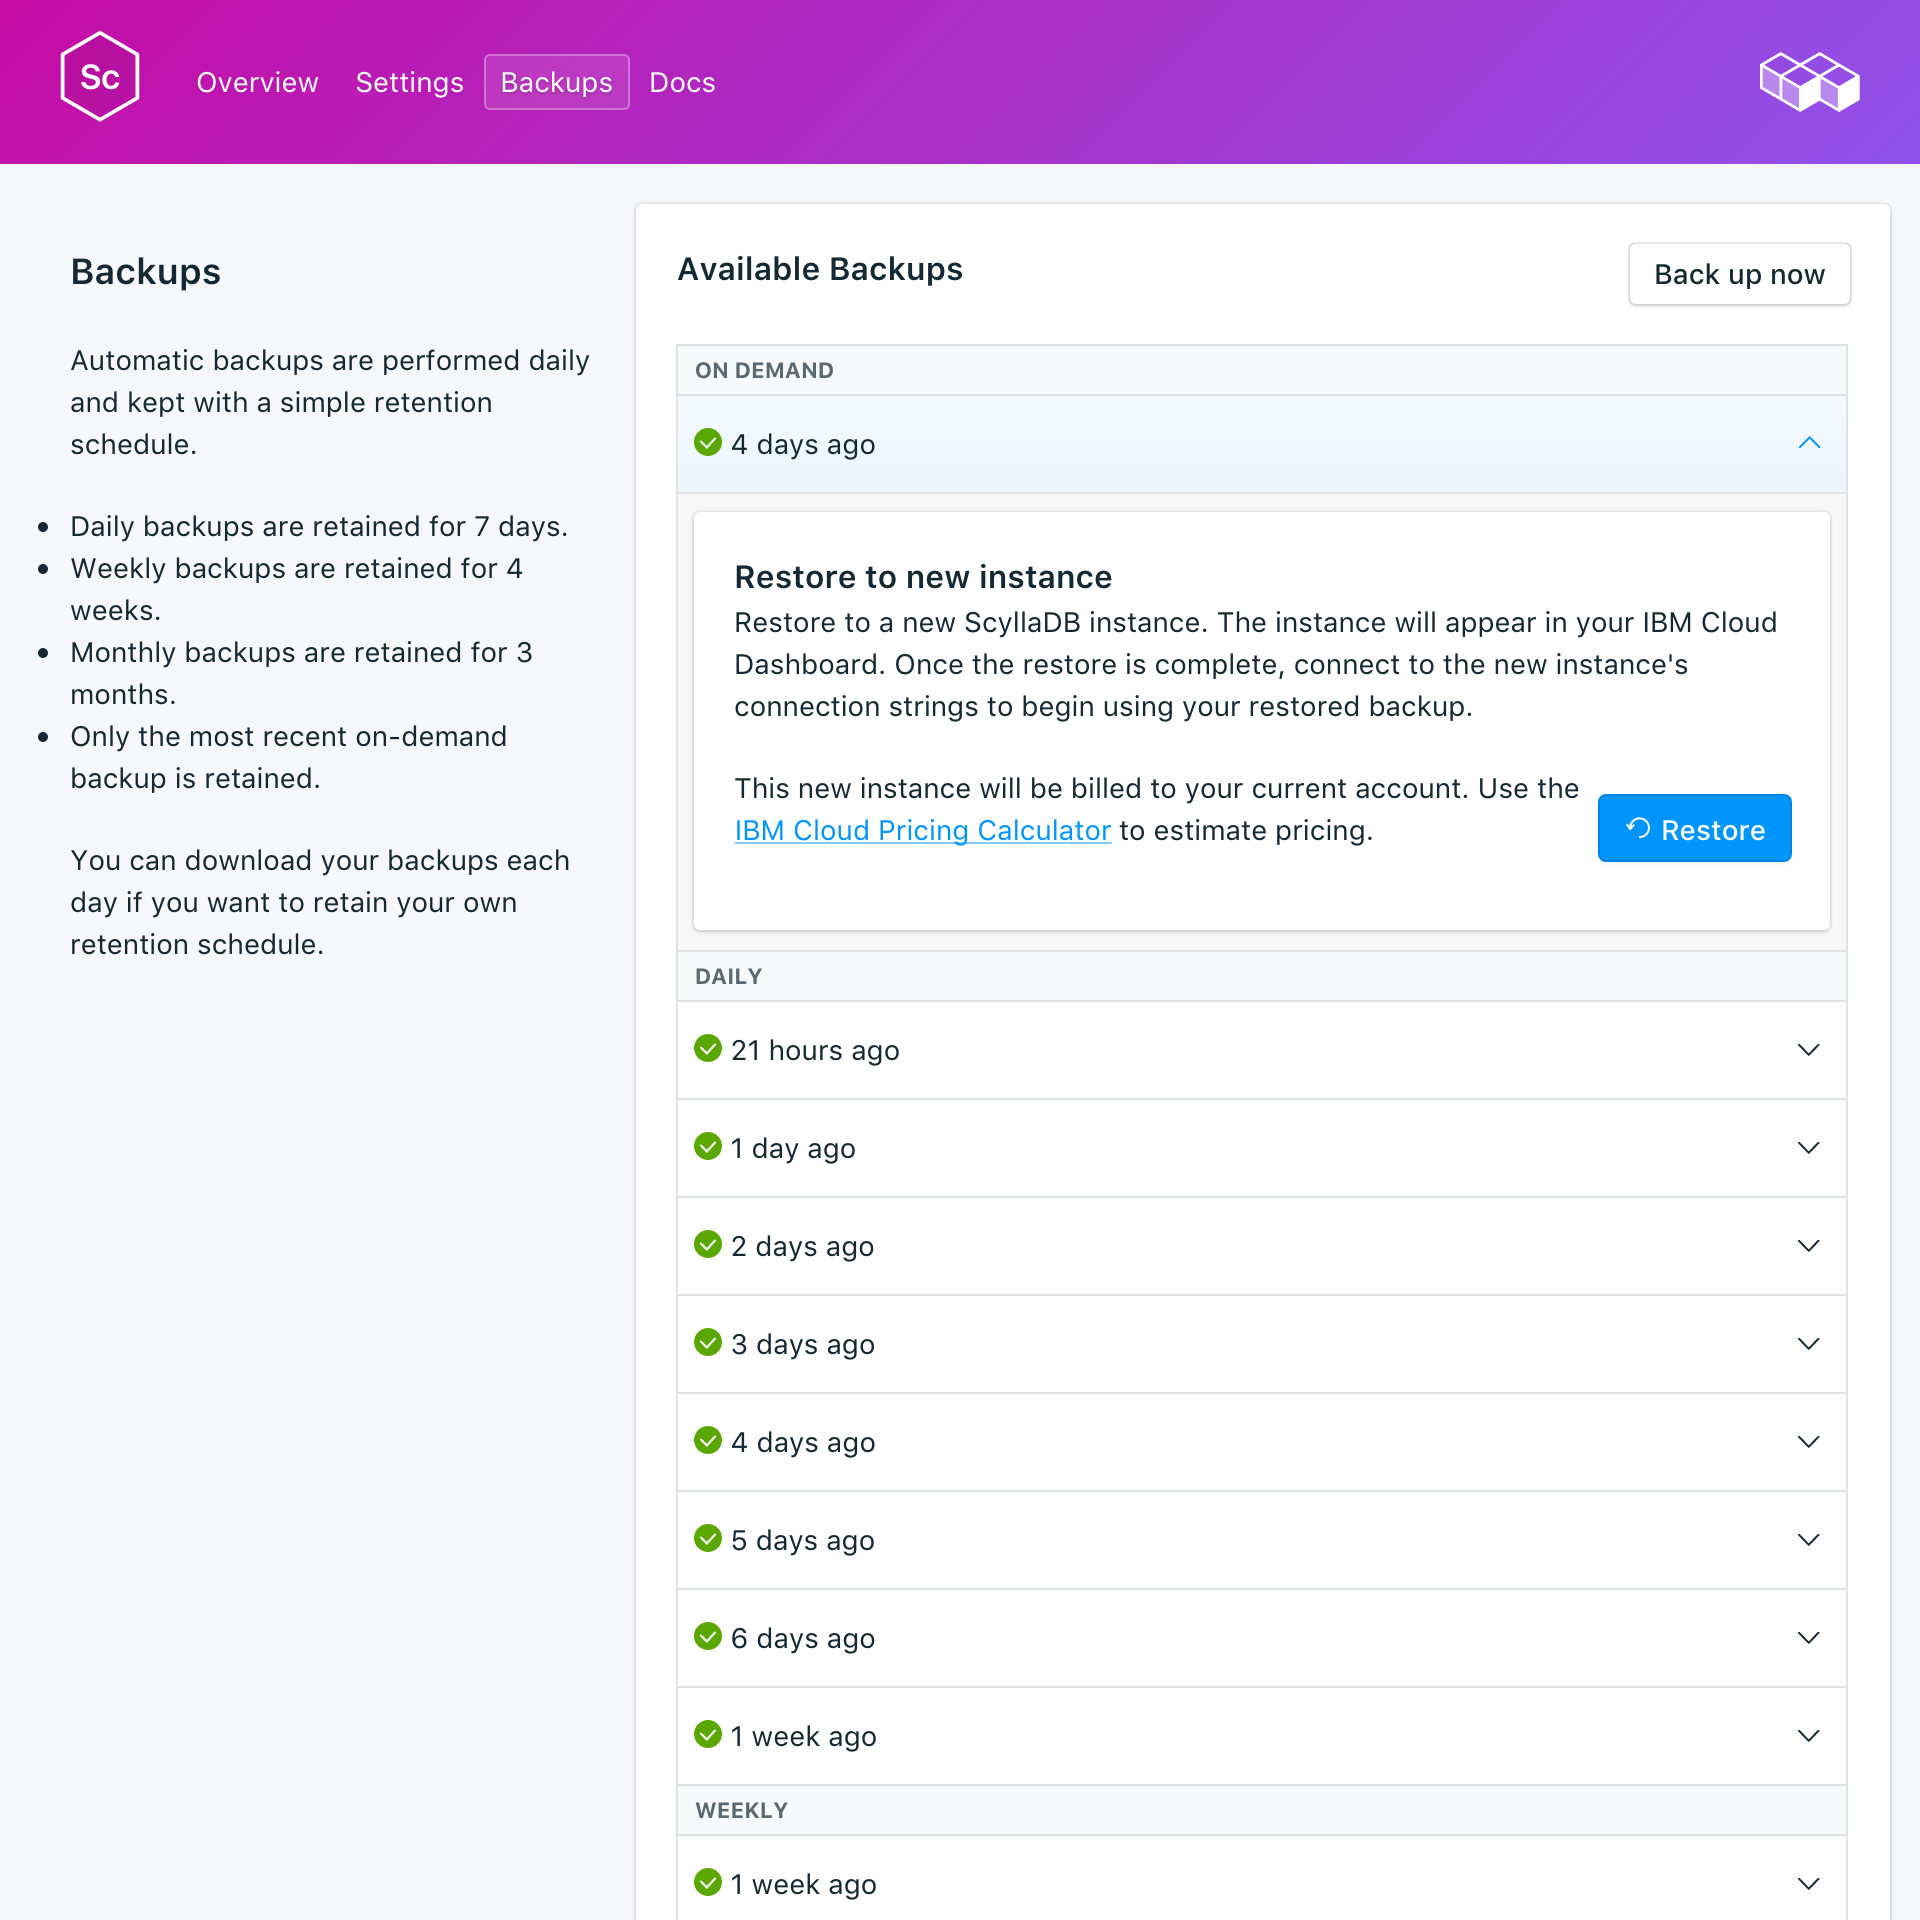 Sc
Overview
Settings
Backups
Docs
Backups
Automatic backups are performed daily
and kept with a simple retention
schedule.
Daily backups are retained for 7 days.
Weekly backups are retained for 4
weeks.
Monthly backups are retained for 3
months.
Only the most recent on-demand
backup is retained.
You can download your backups each
day if you want to retain your own
retention schedule.
Available Backups
Back up now
ON DEMAND
4 days ago
Restore to new instance
Restore to a new ScyllaDB instance. The instance will appear in your IBM Cloud
Dashboard. Once the restore is complete, connect to the new instance's
connection strings to begin using your restored backup.
This new instance will be billed to your current account. Use the
IBM Cloud Pricing Calculator to estimate pricing.
Restore
DAILY
21 hours ago
1 day ago
2 days ago
3 days ago
4 days ago
5 days ago
6 days ago
1 week ago
WEEKLY
1 week ago